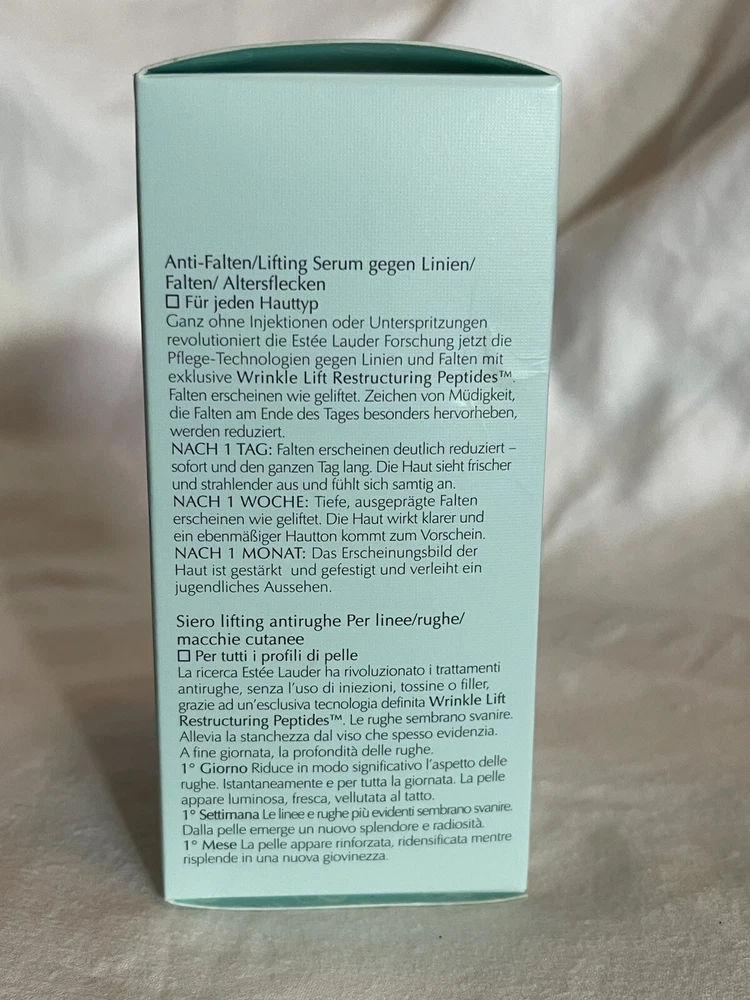 Anti-Falten/Lifting Serum gegen Linien/
Falten/ Altersflecken
☐ Für jeden Hauttyp
Ganz ohne Injektionen oder Unterspritzungen
revolutioniert die Estée Lauder Forschung jetzt die
Pflege-Technologien gegen Linien und Falten mit
exklusive Wrinkle Lift Restructuring Peptides™.
Falten erscheinen wie geliftet. Zeichen von Müdigkeit,
die Falten am Ende des Tages besonders hervorheben,
werden reduziert.
NACH 1 TAG: Falten erscheinen deutlich reduziert –
sofort und den ganzen Tag lang. Die Haut sieht frischer
und strahlender aus und fühlt sich samtig an.
NACH 1 WOCHE: Tiefe, ausgeprägte Falten
erscheinen wie geliftet. Die Haut wirkt klarer und
ein ebenmäßiger Hautton kommt zum Vorschein.
NACH 1 MONAT: Das Erscheinungsbild der
Haut ist gestärkt und gefestigt und verleiht ein
jugendliches Aussehen.
Siero lifting antirughe Per linee/rughe/
macchie cutanee
☐ Per tutti i profili di pelle
La ricerca Estée Lauder ha rivoluzionato i trattamenti
antirughe, senza l'uso di iniezioni, tossine o filler,
grazie ad un'esclusiva tecnologia definita Wrinkle Lift
Restructuring Peptides™. Le rughe sembrano svanire.
Allevia la stanchezza dal viso che spesso evidenzia.
A fine giornata, la profondità delle rughe.
1° Giorno Riduce in modo significativo l'aspetto delle
rughe. Istantaneamente e per tutta la giornata. La pelle
appare luminosa, fresca, vellutata al tatto.
1° Settimana Le linee e rughe più evidenti sembrano svanire.
Dalla pelle emerge un nuovo splendore e radiosità.
1° Mese La pelle appare rinforzata, ridensificata mentre
risplende in una nuova giovinezza.